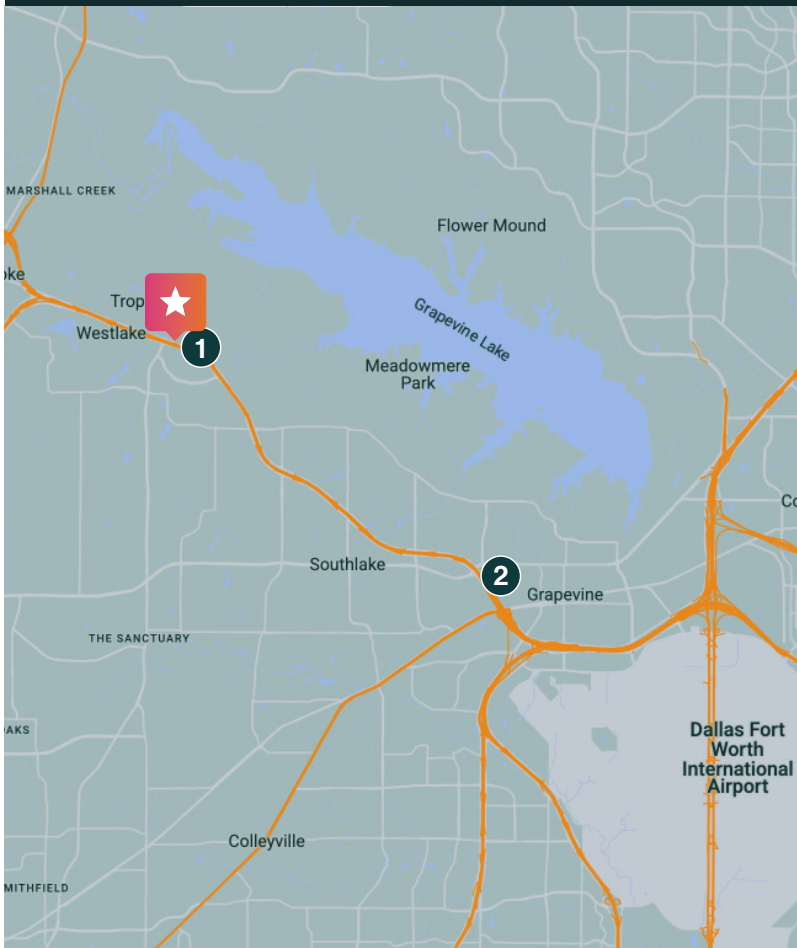 MARSHALL CREEK
Flower Mound
oke
Trop
Westlake
1
Grapevine Lake
Meadowmere
Park
Co
Southlake
2
Grapevine
THE SANCTUARY
OAKS
Dallas Fort
Worth
International
Airport
Colleyville
MITHFIELD